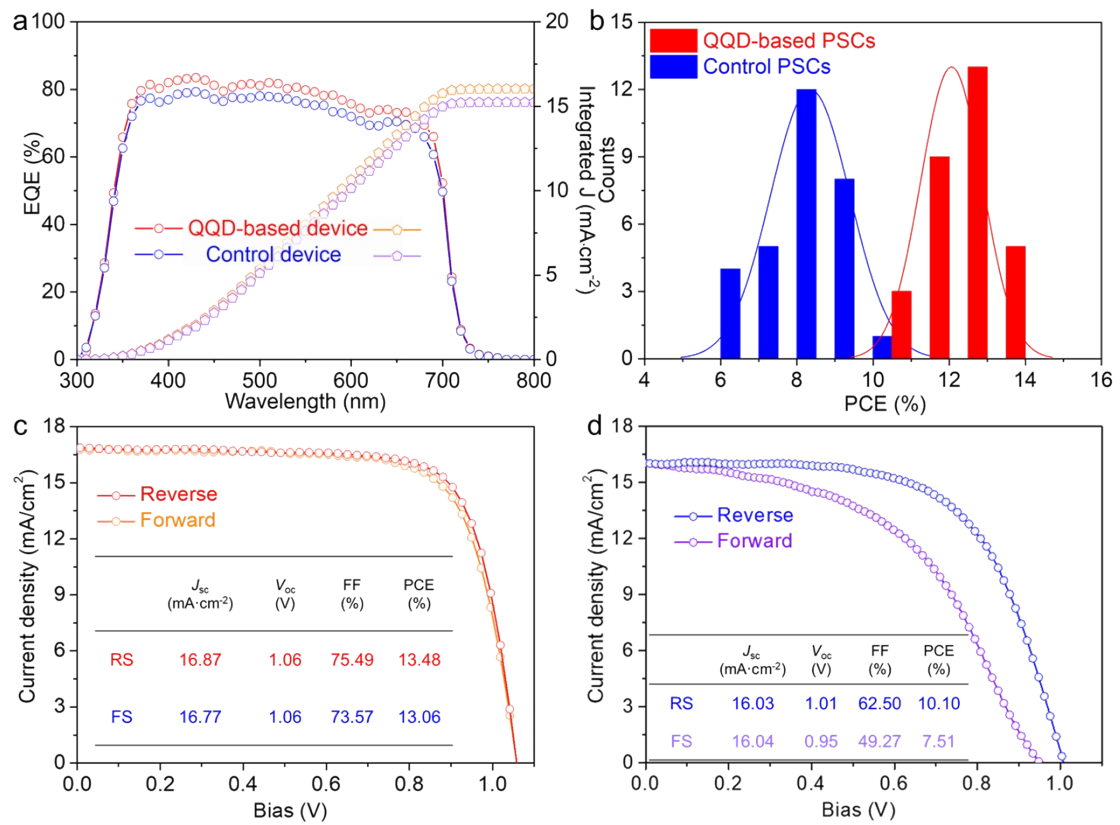 a
100
80
60
40
20
0
EQE (%)
20
15
10
5
0
Integrated J (mA·cm-2)
QQD-based device
Control device
300 400 500 600 700 800
Wavelength (nm)
b
15
12
9
6
3
0
Counts
QQD-based PSCs
Control PSCs
4 6 8 10 12 14 16
PCE (%)
c
18
15
12
9
6
3
0
Current density (mA/cm2)
Reverse
Forward
Jsc Voc FF PCE
(mA·cm-2) (V) (%) (%)
RS 16.87 1.06 75.49 13.48
FS 16.77 1.06 73.57 13.06
0.0 0.2 0.4 0.6 0.8 1.0
Bias (V)
d
18
15
12
9
6
3
0
Current density (mA/cm2)
Reverse
Forward
Jsc Voc FF PCE
(mA·cm-2) (V) (%) (%)
RS 16.03 1.01 62.50 10.10
FS 16.04 0.95 49.27 7.51
0.0 0.2 0.4 0.6 0.8 1.0
Bias (V)